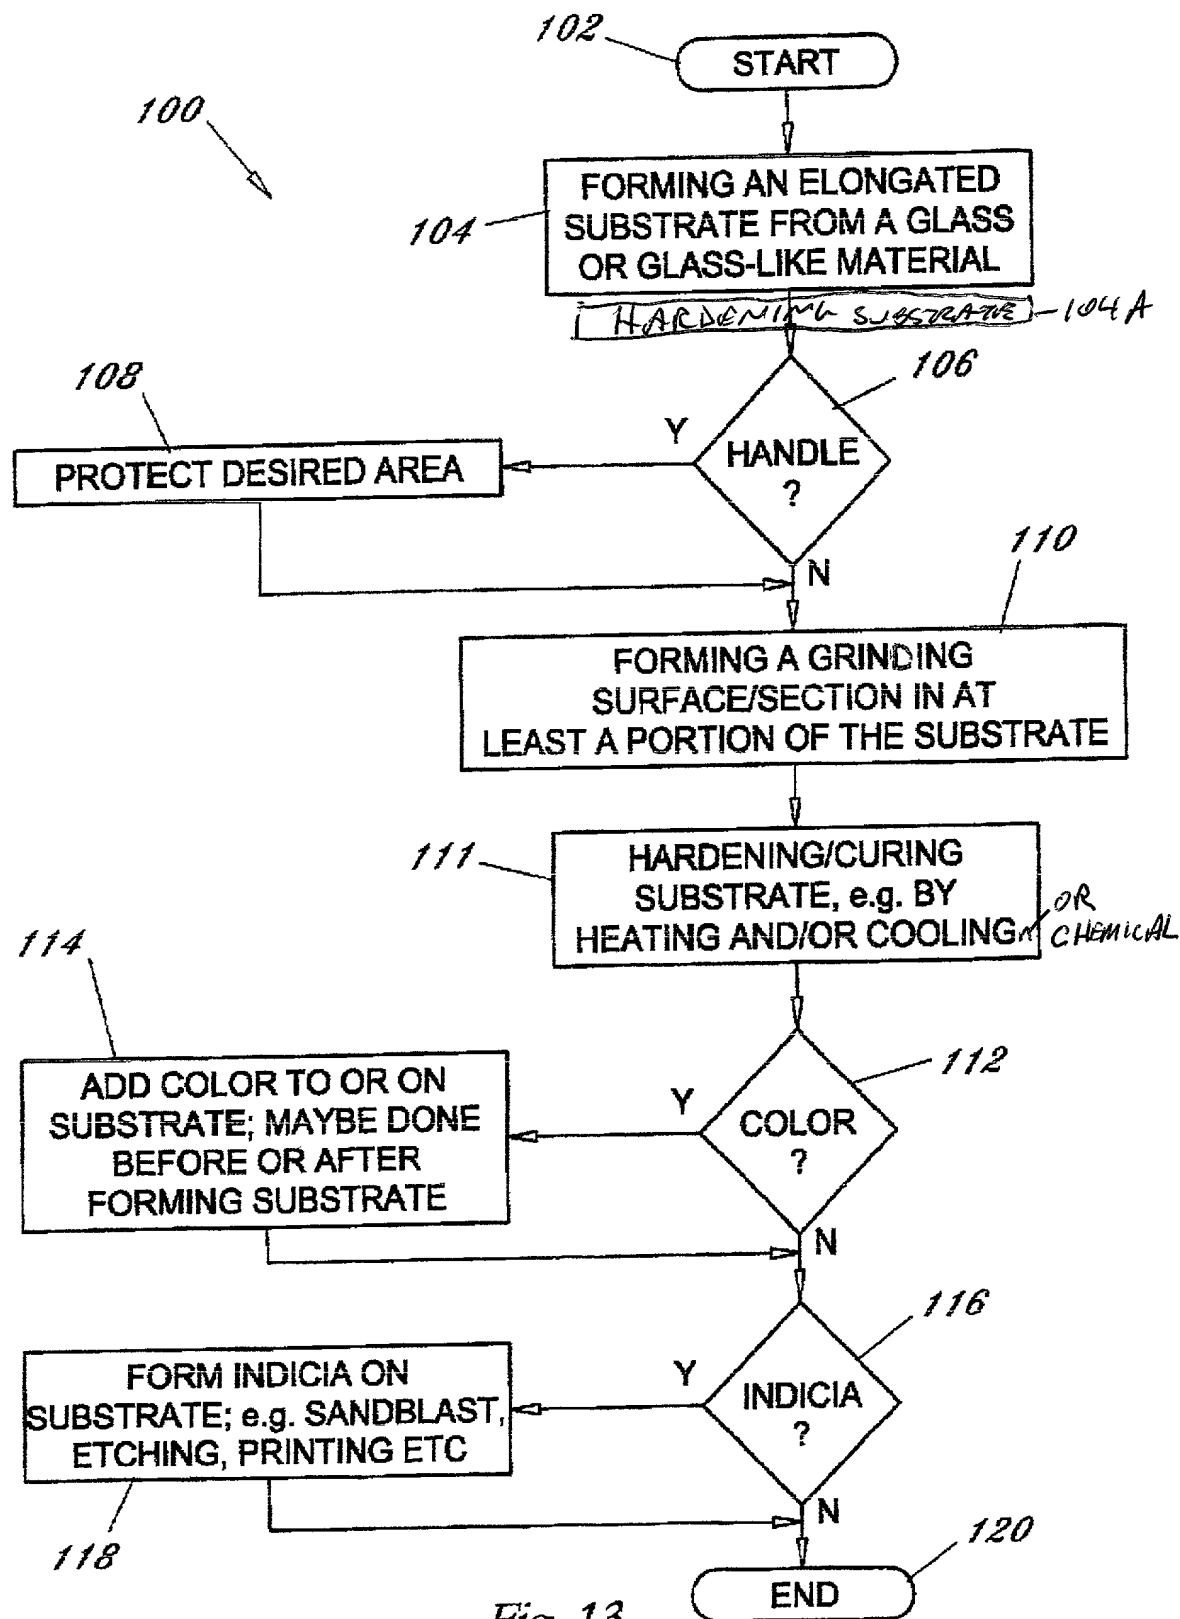 102
START
100
104
FORMING AN ELONGATED
SUBSTRATE FROM A GLASS
OR GLASS-LIKE MATERIAL
HARDENING SUBSTRATE
104A
106
108
Y
HANDLE
?
PROTECT DESIRED AREA
N
110
FORMING A GRINDING
SURFACE/SECTION IN AT
LEAST A PORTION OF THE SUBSTRATE
111
HARDENING/CURING
SUBSTRATE, e.g. BY
HEATING AND/OR COOLING
OR
CHEMICAL
114
112
ADD COLOR TO OR ON
SUBSTRATE; MAYBE DONE
BEFORE OR AFTER
FORMING SUBSTRATE
Y
COLOR
?
N
116
FORM INDICIA ON
SUBSTRATE; e.g. SANDBLAST,
ETCHING, PRINTING ETC
Y
INDICIA
?
N
118
120
END
Fig. 13